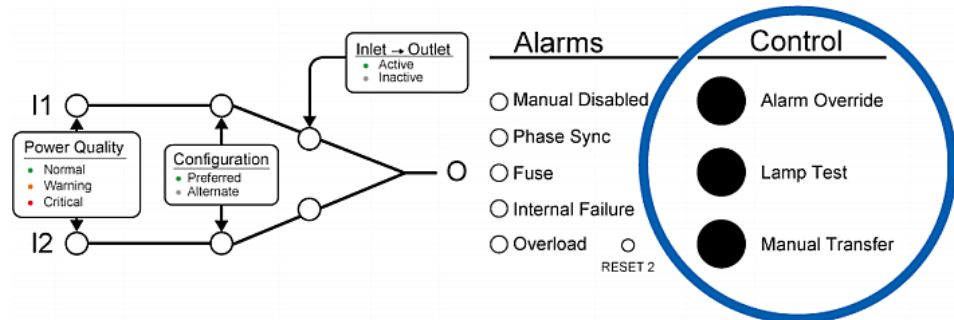 Inlet → Outlet
Active
Inactive
I1
Power Quality
Normal
Warning
Critical
Configuration
Preferred
Alternate
I2
O
Alarms
Manual Disabled
Phase Sync
Fuse
Internal Failure
Overload
RESET 2
Control
Alarm Override
Lamp Test
Manual Transfer